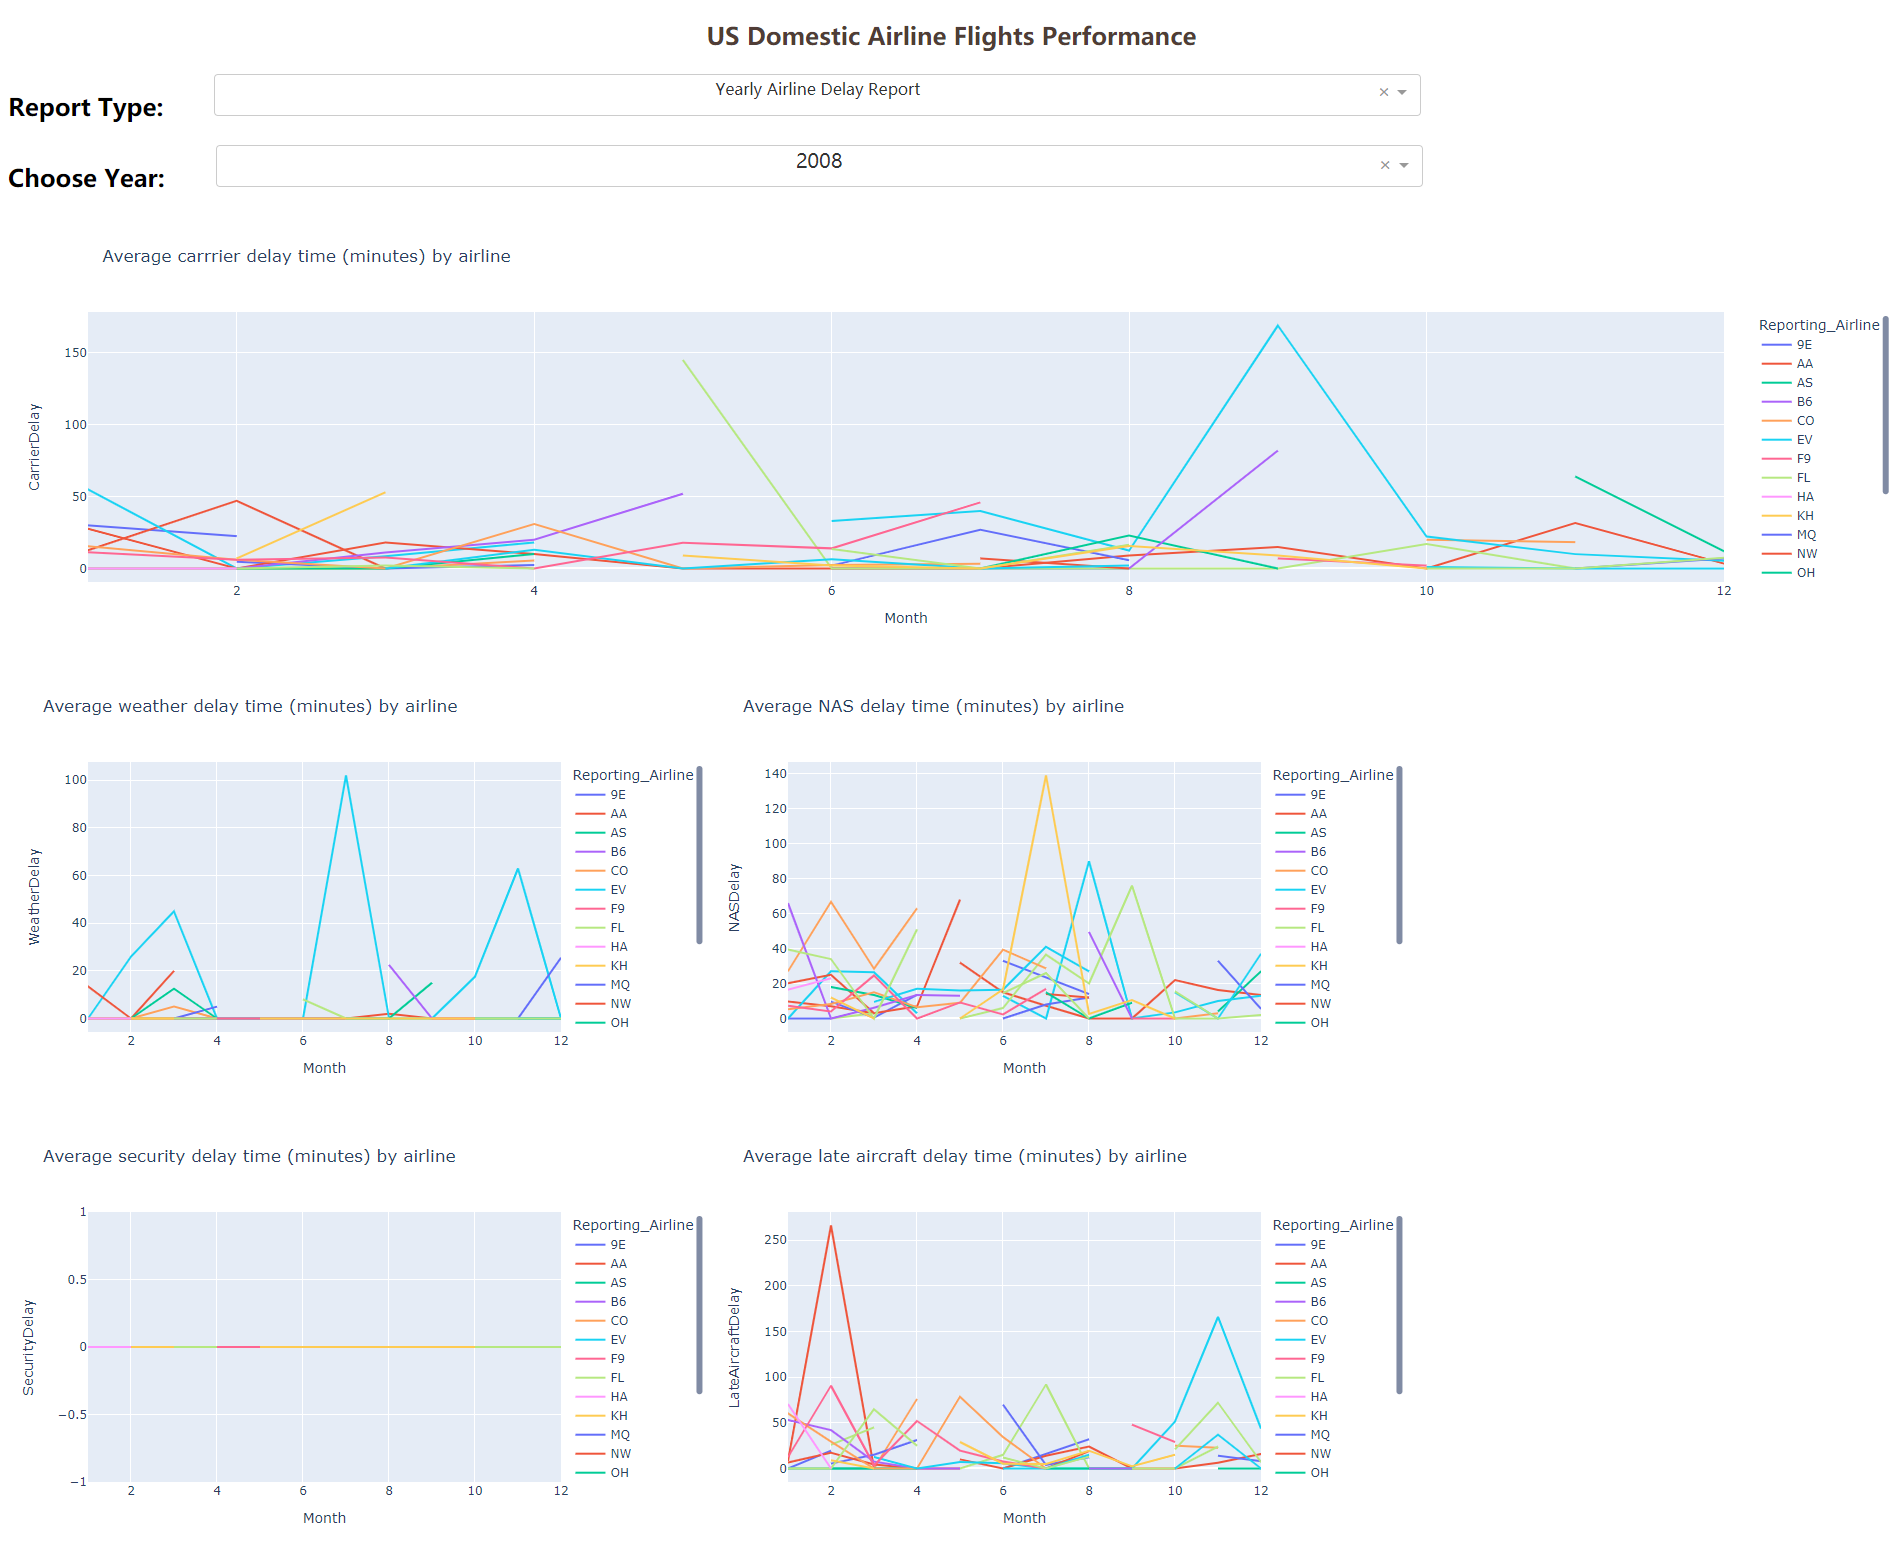 US Domestic Airline Flights Performance
Report Type:
Yearly Airline Delay Report
×
Choose Year:
2008
×
Average carrrier delay time (minutes) by airline
CarrierDelay
150
100
50
0
2 4 6 8 10 12
Month
Reporting_Airline
9E
AA
AS
B6
CO
EV
F9
FL
HA
KH
MQ
NW
OH
Average weather delay time (minutes) by airline
WeatherDelay
100
80
60
40
20
0
2 4 6 8 10 12
Month
Reporting_Airline
9E
AA
AS
B6
CO
EV
F9
FL
HA
KH
MQ
NW
OH
Average NAS delay time (minutes) by airline
NASDelay
140
120
100
80
60
40
20
0
2 4 6 8 10 12
Month
Reporting_Airline
9E
AA
AS
B6
CO
EV
F9
FL
HA
KH
MQ
NW
OH
Average security delay time (minutes) by airline
SecurityDelay
1
0.5
0
−0.5
−1
2 4 6 8 10 12
Month
Reporting_Airline
9E
AA
AS
B6
CO
EV
F9
FL
HA
KH
MQ
NW
OH
Average late aircraft delay time (minutes) by airline
LateAircraftDelay
250
200
150
100
50
0
2 4 6 8 10 12
Month
Reporting_Airline
9E
AA
AS
B6
CO
EV
F9
FL
HA
KH
MQ
NW
OH